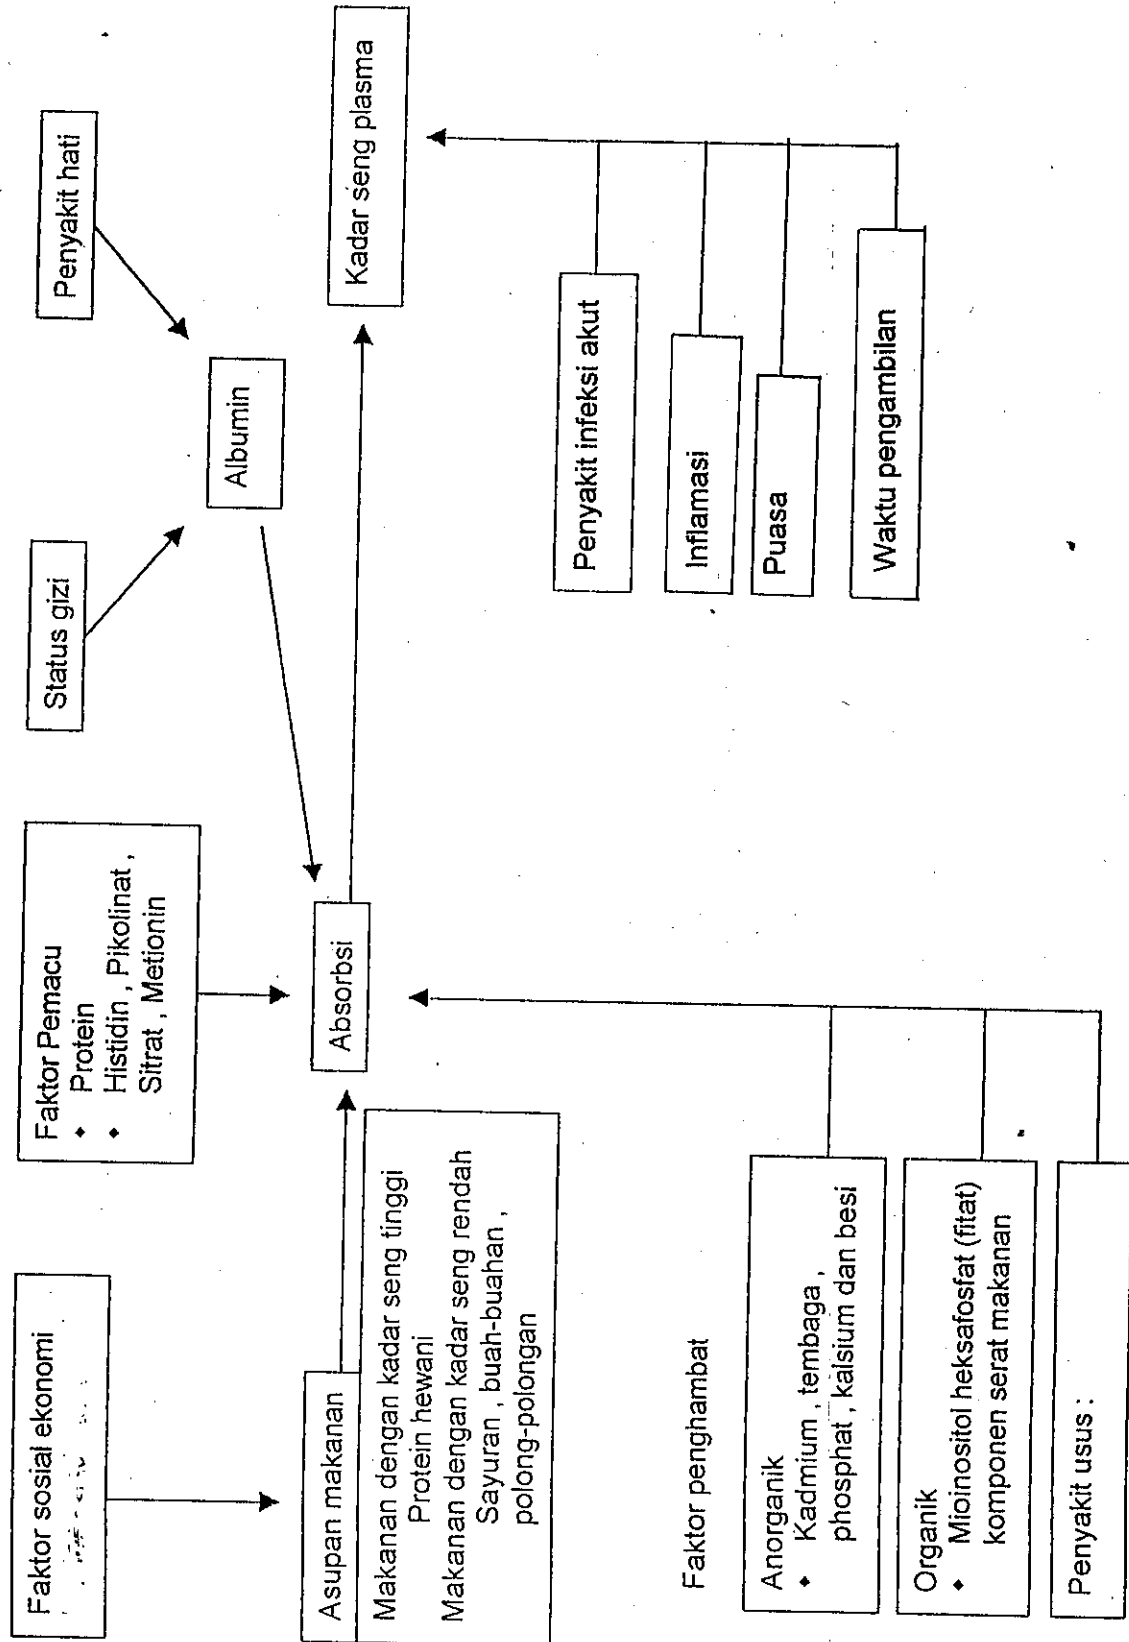 Faktor sosial ekonomi
Faktor Pemacu
♦ Protein
♦ Histidin , Pikolinat ,
Sitrat , Metionin
Status gizi
Penyakit hati
Albumin
Asupan makanan
Makanan dengan kadar seng tinggi
Protein hewani
Makanan dengan kadar seng rendah
Sayuran , buah-buahan ,
polong-polongan
Absorbsi
Kadar seng plasma
Faktor penghambat
Anorganik
♦ Kadmium , tembaga ,
phosphat , kalsium dan besi
Organik
♦ Mioinositol heksafosfat (fitat)
komponen serat makanan
Penyakit usus :
Penyakit infeksi akut
Inflamasi
Puasa
Waktu pengambilan